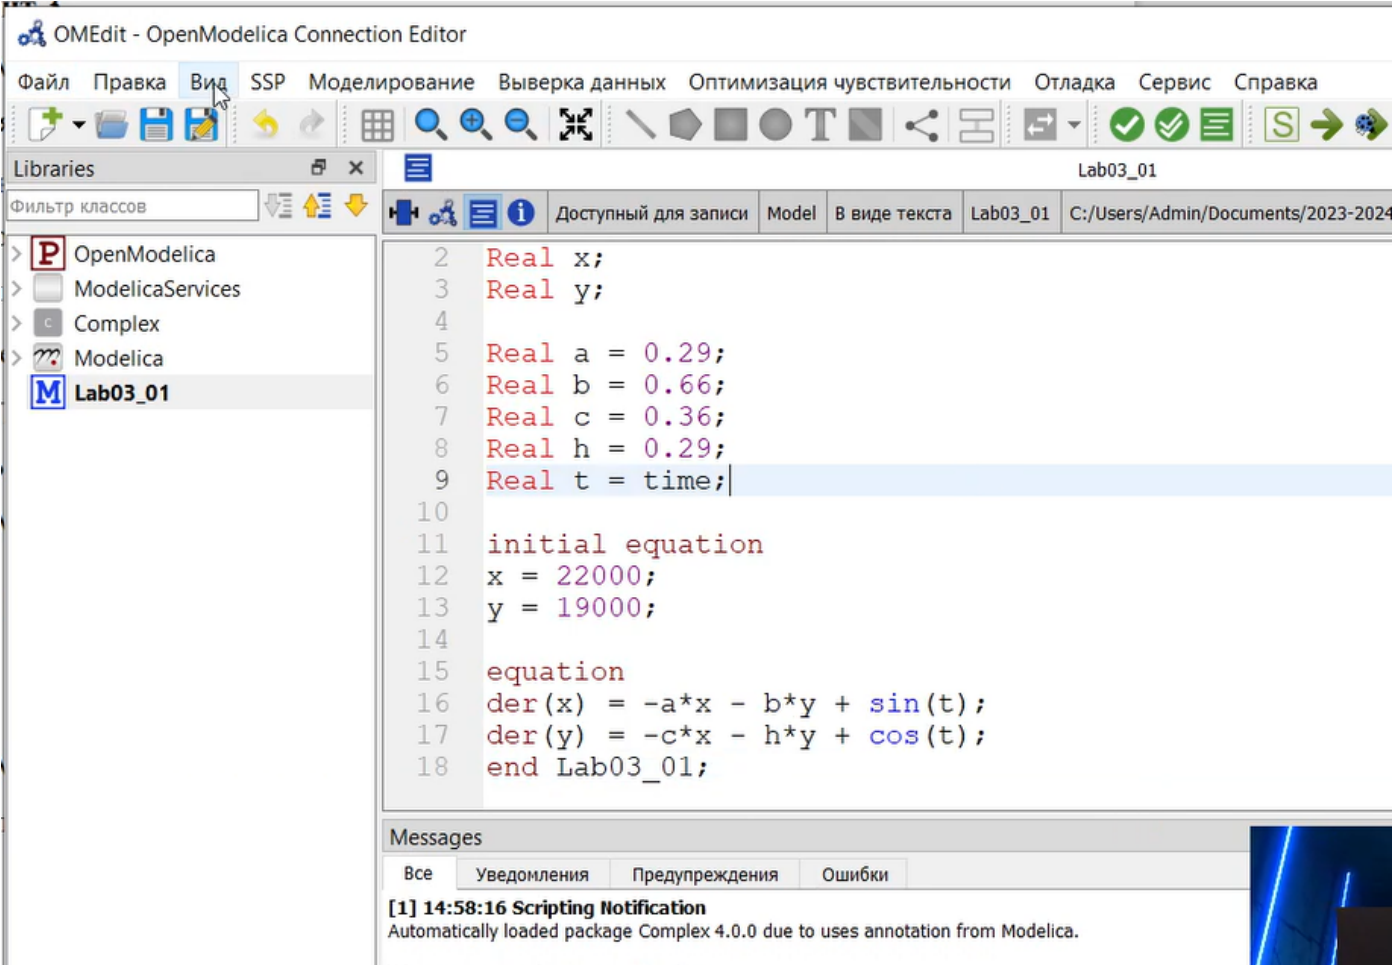 OMEdit - OpenModelica Connection Editor
Файл Правка Вид SSP Моделирование Выверка данных Оптимизация чувствительности Отладка Сервис Справка
Libraries
Lab03_01
Фильтр классов
Доступный для записи Model В виде текста Lab03_01 C:/Users/Admin/Documents/2023-2024
OpenModelica
ModelicaServices
Complex
Modelica
Lab03_01
2 Real x;
3 Real y;
4
5 Real a = 0.29;
6 Real b = 0.66;
7 Real c = 0.36;
8 Real h = 0.29;
9 Real t = time;
10
11 initial equation
12 x = 22000;
13 y = 19000;
14
15 equation
16 der(x) = -a*x - b*y + sin(t);
17 der(y) = -c*x - h*y + cos(t);
18 end Lab03_01;
Messages
Все Уведомления Предупреждения Ошибки
[1] 14:58:16 Scripting Notification
Automatically loaded package Complex 4.0.0 due to uses annotation from Modelica.